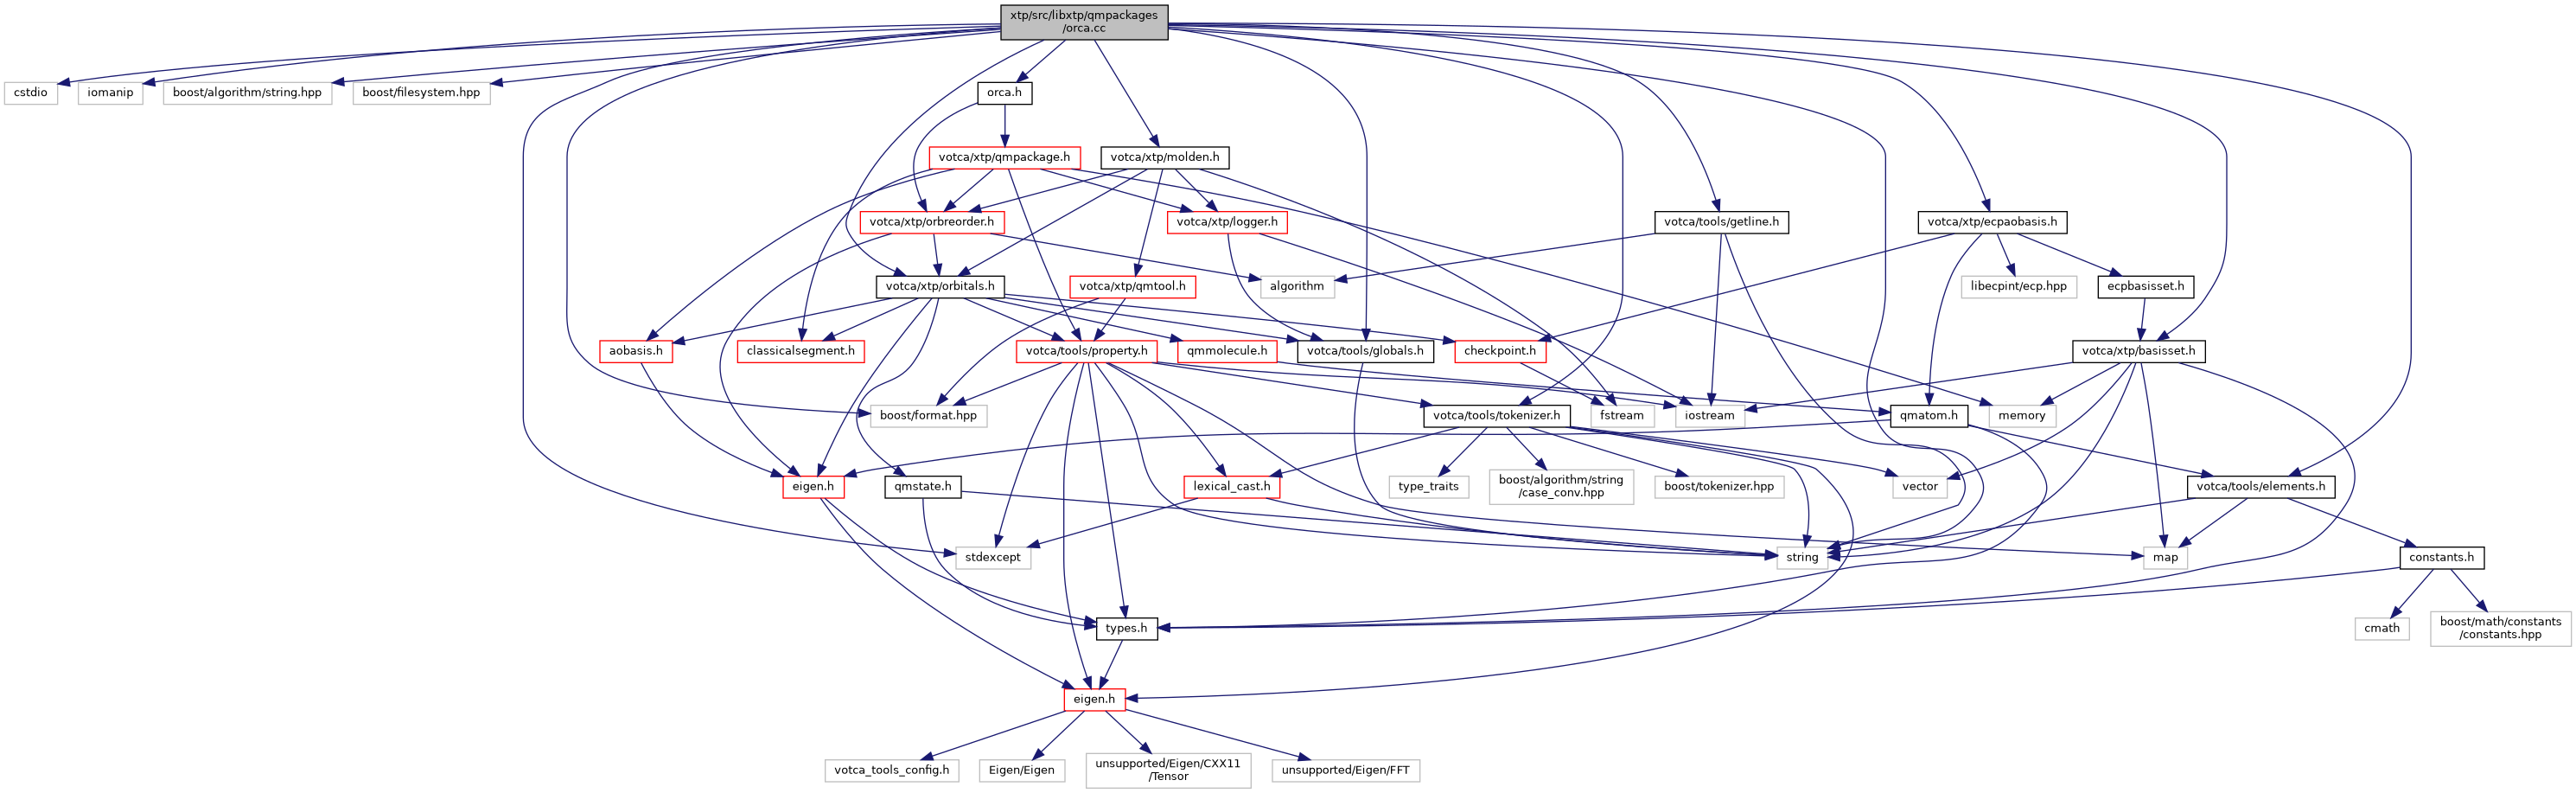 xtp/src/libxtp/qmpackages
/orca.cc
cstdio
iomanip
boost/algorithm/string.hpp
boost/filesystem.hpp
orca.h
votca/xtp/qmpackage.h
votca/xtp/molden.h
votca/xtp/orbreorder.h
votca/xtp/logger.h
votca/tools/getline.h
votca/xtp/ecpaobasis.h
votca/xtp/orbitals.h
votca/xtp/qmtool.h
algorithm
libecpint/ecp.hpp
ecpbasisset.h
aobasis.h
classicalsegment.h
votca/tools/property.h
qmmolecule.h
votca/tools/globals.h
checkpoint.h
votca/xtp/basisset.h
boost/format.hpp
votca/tools/tokenizer.h
fstream
iostream
qmatom.h
memory
eigen.h
qmstate.h
lexical_cast.h
type_traits
boost/algorithm/string
/case_conv.hpp
boost/tokenizer.hpp
vector
votca/tools/elements.h
stdexcept
string
map
constants.h
types.h
cmath
boost/math/constants
/constants.hpp
eigen.h
votca_tools_config.h
Eigen/Eigen
unsupported/Eigen/CXX11
/Tensor
unsupported/Eigen/FFT